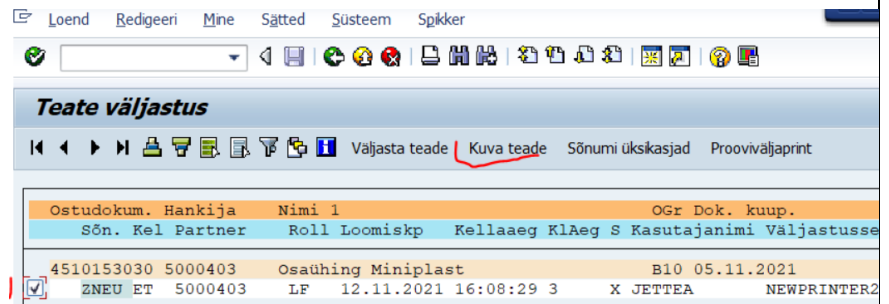 Loend Redigeeri Mine Sätted Süsteem Spikker
Teate väljastus
Väljasta teade Kuva teade Sõnumi üksikasjad Prooviväljaprint
Ostudokum. Hankija Nimi 1 OGr Dok. kuup.
Sõn. Kel Partner Roll Loomiskp Kellaaeg KlAeg S Kasutajanimi Väljastusse
4510153030 5000403 Osaühing Miniplast B10 05.11.2021
ZNEU ET 5000403 LF 12.11.2021 16:08:29 3 X JETTEA NEWPRINTER2